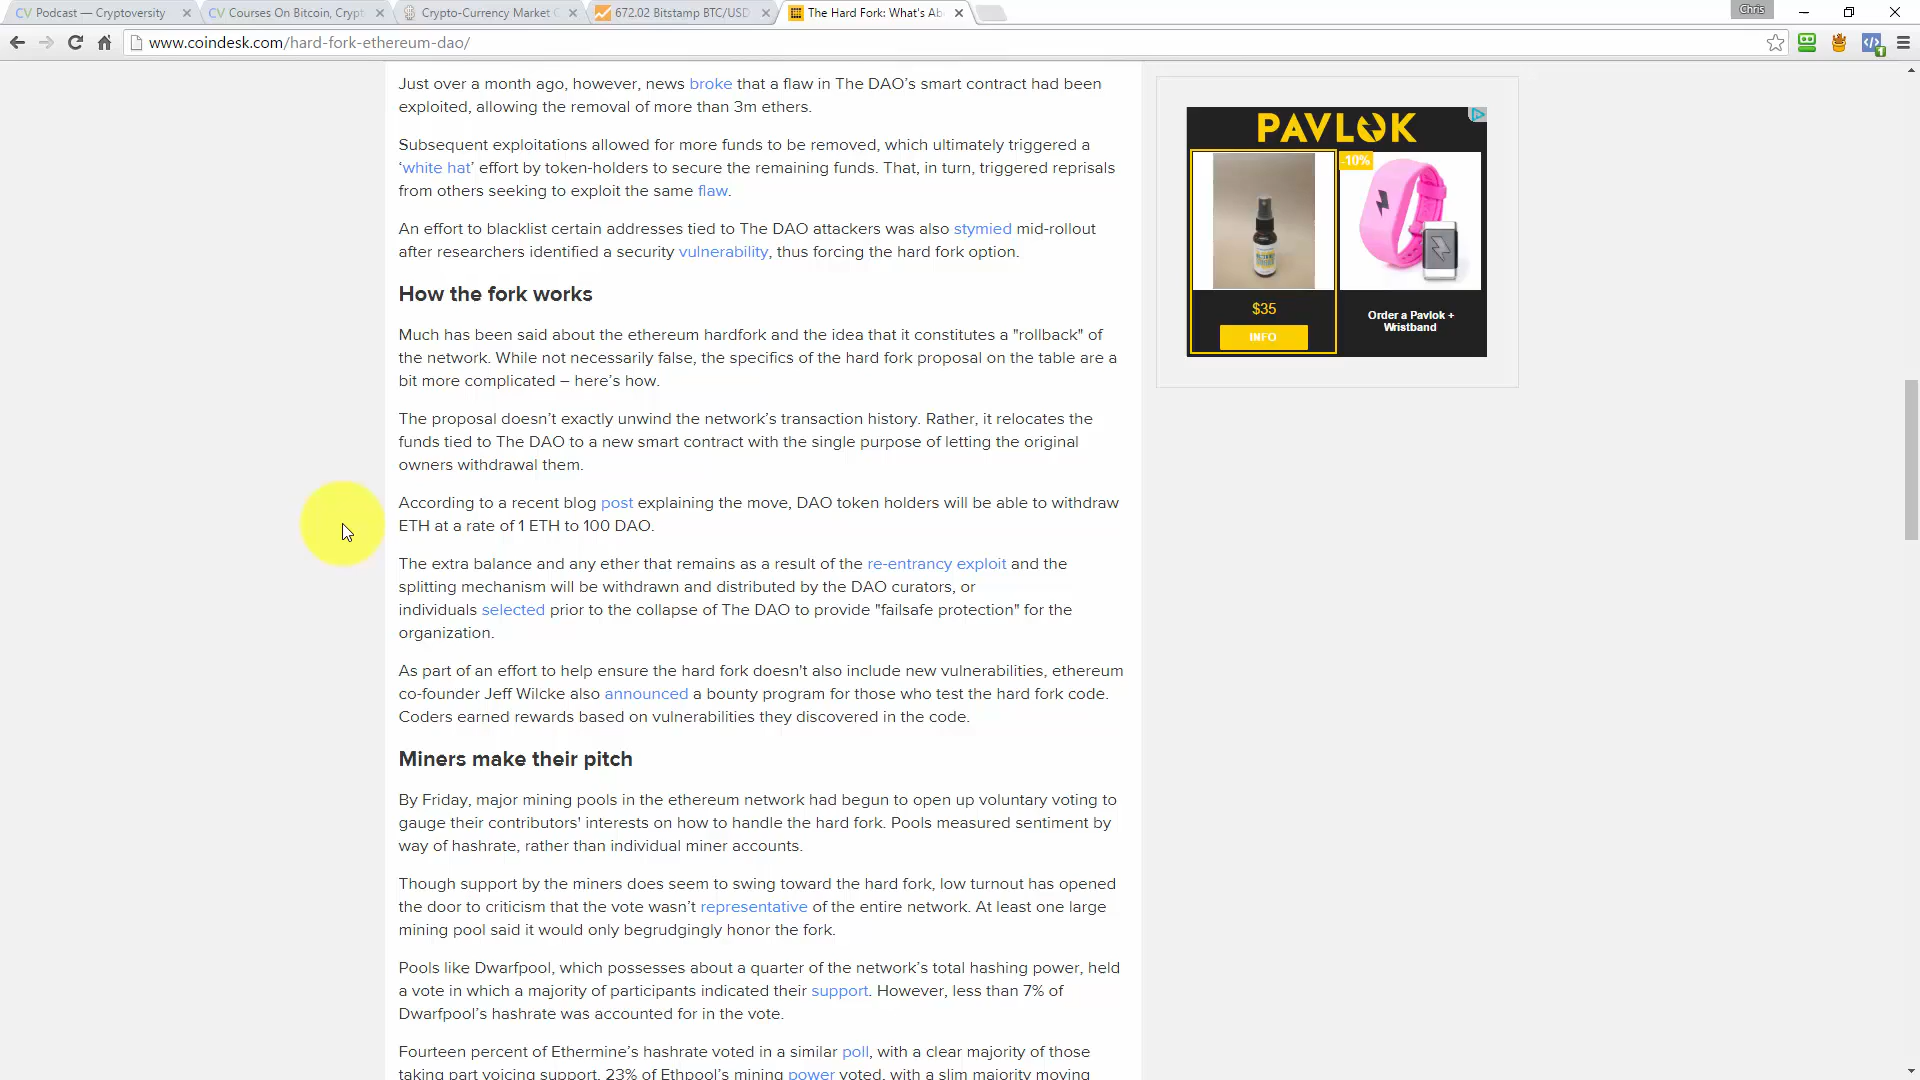 CV Podcast — Cryptoversity
CV Courses On Bitcoin, Crypt
Crypto-Currency Market C
672.02 Bitstamp BTC/USD
The Hard Fork: What's Ab
Chris
www.coindesk.com/hard-fork-ethereum-dao/
Just over a month ago, however, news broke that a flaw in The DAO’s smart contract had been
exploited, allowing the removal of more than 3m ethers.
Subsequent exploitations allowed for more funds to be removed, which ultimately triggered a
‘white hat’ effort by token-holders to secure the remaining funds. That, in turn, triggered reprisals
from others seeking to exploit the same flaw.
An effort to blacklist certain addresses tied to The DAO attackers was also stymied mid-rollout
after researchers identified a security vulnerability, thus forcing the hard fork option.
How the fork works
Much has been said about the ethereum hardfork and the idea that it constitutes a "rollback" of
the network. While not necessarily false, the specifics of the hard fork proposal on the table are a
bit more complicated – here’s how.
The proposal doesn’t exactly unwind the network’s transaction history. Rather, it relocates the
funds tied to The DAO to a new smart contract with the single purpose of letting the original
owners withdrawal them.
According to a recent blog post explaining the move, DAO token holders will be able to withdraw
ETH at a rate of 1 ETH to 100 DAO.
The extra balance and any ether that remains as a result of the re-entrancy exploit and the
splitting mechanism will be withdrawn and distributed by the DAO curators, or
individuals selected prior to the collapse of The DAO to provide "failsafe protection" for the
organization.
As part of an effort to help ensure the hard fork doesn't also include new vulnerabilities, ethereum
co-founder Jeff Wilcke also announced a bounty program for those who test the hard fork code.
Coders earned rewards based on vulnerabilities they discovered in the code.
Miners make their pitch
By Friday, major mining pools in the ethereum network had begun to open up voluntary voting to
gauge their contributors' interests on how to handle the hard fork. Pools measured sentiment by
way of hashrate, rather than individual miner accounts.
Though support by the miners does seem to swing toward the hard fork, low turnout has opened
the door to criticism that the vote wasn’t representative of the entire network. At least one large
mining pool said it would only begrudgingly honor the fork.
Pools like Dwarfpool, which possesses about a quarter of the network’s total hashing power, held
a vote in which a majority of participants indicated their support. However, less than 7% of
Dwarfpool’s hashrate was accounted for in the vote.
Fourteen percent of Ethermine’s hashrate voted in a similar poll, with a clear majority of those
taking part voicing support. 23% of Ethpool’s mining power voted, with a slim majority moving
PAVLOK
-10%
$35
INFO
Order a Pavlok +
Wristband